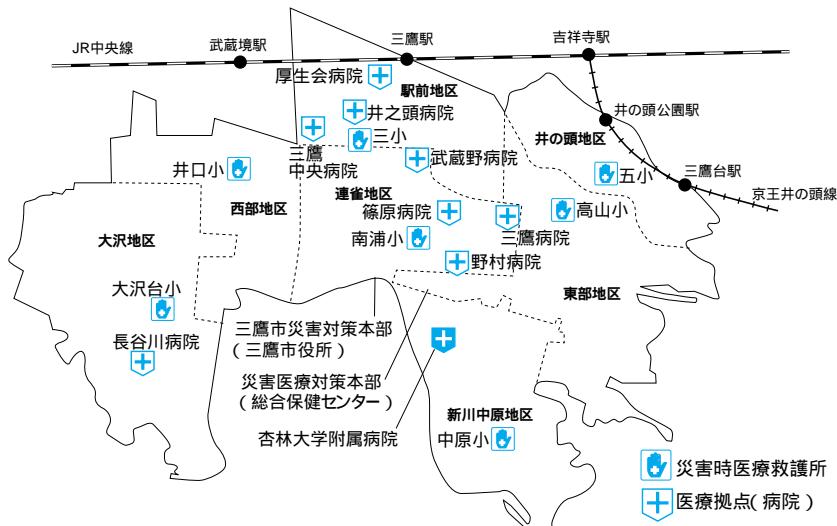 JR中央線
武蔵境駅
三鷹駅
吉祥寺駅
厚生会病院
駅前地区
井之頭病院
三小
三鷹
中央病院
武蔵野病院
井の頭公園駅
井の頭地区
三鷹台駅
京王井の頭線
五小
井口小
西部地区
連雀地区
篠原病院
高山小
三鷹病院
南浦小
野村病院
大沢地区
大沢台小
長谷川病院
東部地区
三鷹市災害対策本部
(三鷹市役所)
災害医療対策本部
(総合保健センター)
杏林大学附属病院
新川中原地区
中原小
災害時医療救護所
医療拠点(病院)